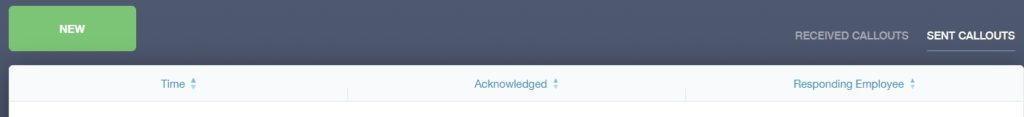 NEW
RECEIVED CALLOUTS SENT CALLOUTS
Time Acknowledged Responding Employee